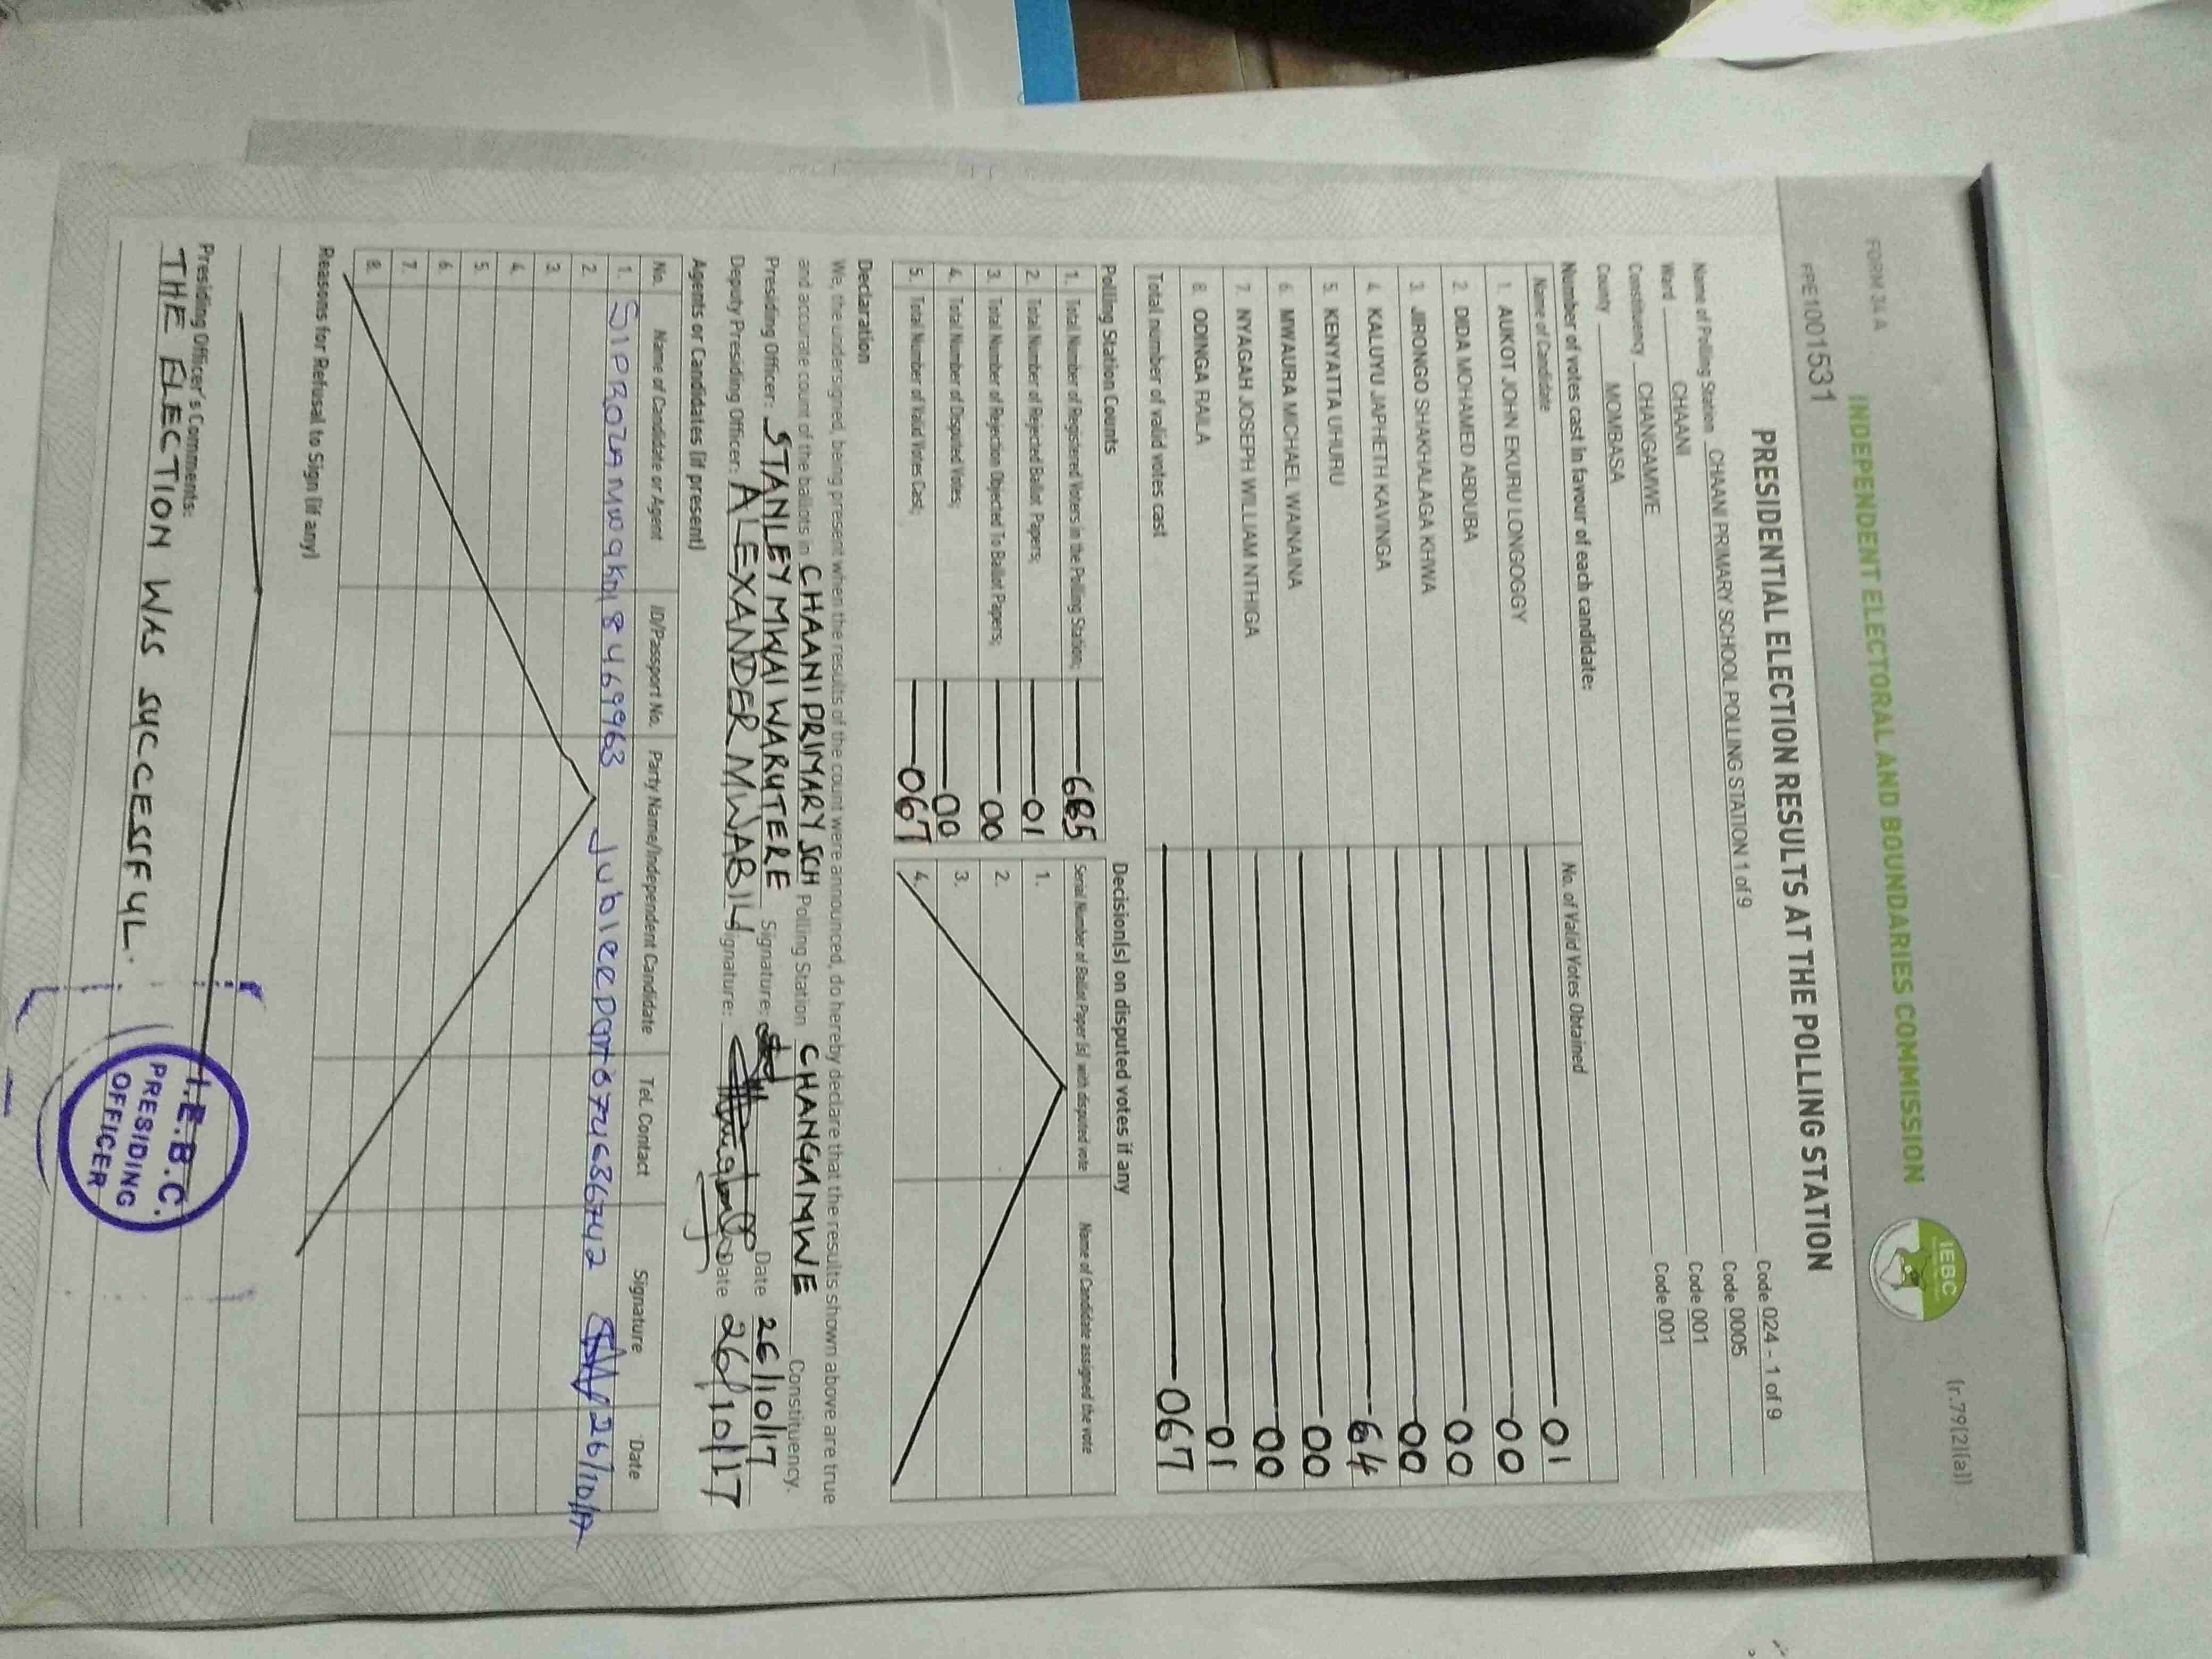 FORM 34 A
(r.79(2)(a))
INDEPENDENT ELECTORAL AND BOUNDARIES COMMISSION
IEBC
PRE1001531
PRESIDENTIAL ELECTION RESULTS AT THE POLLING STATION
Name of Polling Station CHAANI PRIMARY SCHOOL POLLING STATION 1 of 9 Code 024 - 1 of 9
Ward CHAANI Code 0005
Constituency CHANGAMWE Code 001
County MOMBASA Code 001
Number of votes cast in favour of each candidate:
Name of Candidate No. of Valid Votes Obtained
1. AUKOT JOHN EKURU LONGOGGY 01
2. DIDA MOHAMED ABDUBA 00
3. JIRONGO SHAKHALAGA KHWA 00
4. KALUYU JAPHETH KAVINGA 00
5. KENYATTA UHURU 64
6. MWAURA MICHAEL WAINAINA 00
7. NYAGAH JOSEPH WILLIAM NTHIGA 00
8. ODINGA RAILA 01
Total number of valid votes cast 067
Polling Station Counts Decision(s) on disputed votes if any
1. Total Number of Registered Voters in the Polling Station; 685 Serial Number of Ballot Paper (s) with disputed vote Name of Candidate assigned the vote
2. Total Number of Rejected Ballot Papers; 01 1.
3. Total Number of Rejection Objected To Ballot Papers; 00 2.
4. Total Number of Disputed Votes; 00 3.
5. Total Number of Valid Votes Cast; 067 4.
Declaration
We, the undersigned, being present when the results of the count were announced, do hereby declare that the results shown above are true
and accurate count of the ballots in CHAANI PRIMARY SCH Polling Station CHANGAMWE Constituency.
Presiding Officer: STANLEY MWAI WARUTERE Signature: Date 26/10/17
Deputy Presiding Officer: ALEXANDER MWABILI Signature: Date 26/10/17
Agents or Candidates (if present)
No. Name of Candidate or Agent ID/Passport No. Party Name/Independent Candidate Tel. Contact Signature Date
1. Jubilee 26/10/17
2.
3.
4.
5.
6.
7.
8.
Reasons for Refusal to Sign (if any)
Presiding Officer's Comments:
THE ELECTION WAS SUCCESSFUL.
I.E.B.C.
PRESIDING
OFFICER